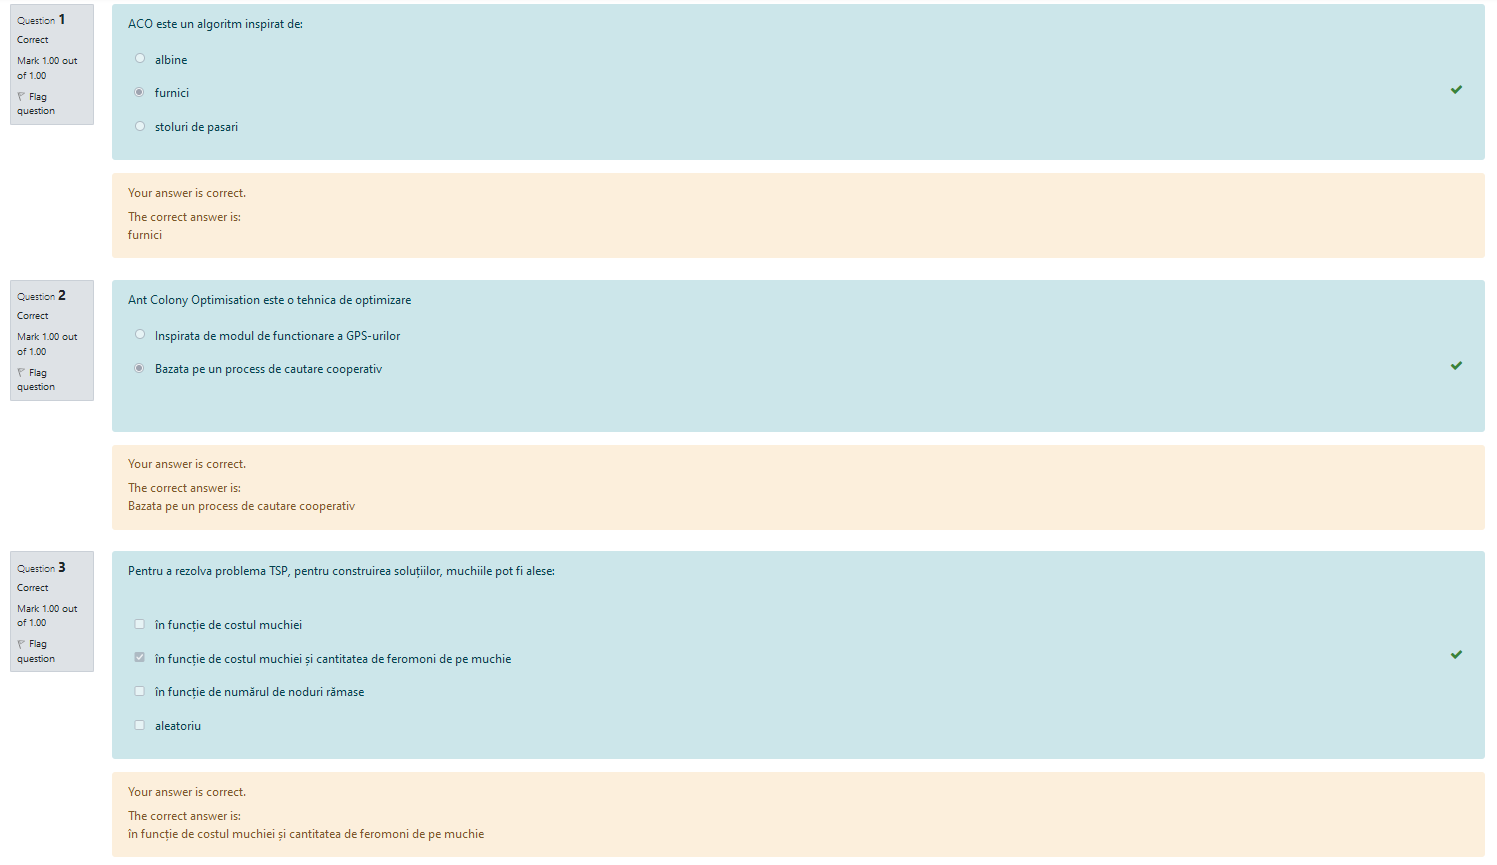 Question 1
Correct
Mark 1.00 out
of 1.00
Flag
question
ACO este un algoritm inspirat de:
albine
furnici
stoluri de pasari
Your answer is correct.
The correct answer is:
furnici
Question 2
Correct
Mark 1.00 out
of 1.00
Flag
question
Ant Colony Optimisation este o tehnica de optimizare
Inspirata de modul de functionare a GPS-urilor
Bazata pe un process de cautare cooperativ
Your answer is correct.
The correct answer is:
Bazata pe un process de cautare cooperativ
Question 3
Correct
Mark 1.00 out
of 1.00
Flag
question
Pentru a rezolva problema TSP, pentru construirea soluțiilor, muchiile pot fi alese:
în funcție de costul muchiei
în funcție de costul muchiei și cantitatea de feromoni de pe muchie
în funcție de numărul de noduri rămase
aleatoriu
Your answer is correct.
The correct answer is:
în funcție de costul muchiei și cantitatea de feromoni de pe muchie